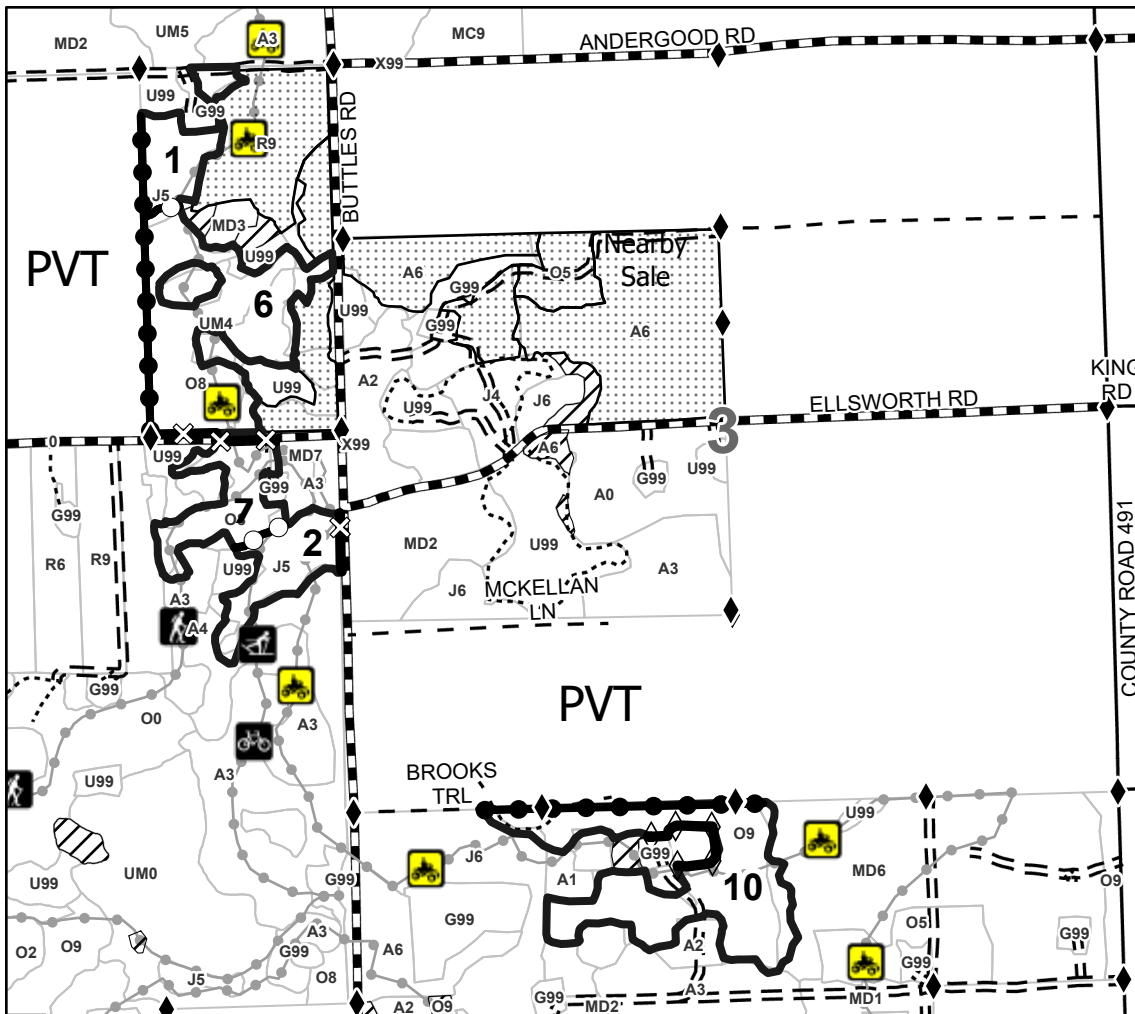 MD2
UM5
A3
MC9
ANDERGOOD RD
X99
U99
G99
BUTTLES RD
R9
1
J5
MD3
U99
PVT
A6
G99
O5
Nearby
Sale
6
U99
UM4
G99
A6
O8
U99
A2
U99
J4
J6
KING
RD
ELLSWORTH RD
3
0
U99
X99
MD7
A6
U99
G99
A3
G99
A0
G99
7
2
R6
R9
U99
J5
MD2
U99
A3
J6
MCKELLAN
LN
A3
A4
COUNTY ROAD 491
G99
O0
A3
PVT
U99
A3
BROOKS
TRL
U99
O9
J6
G99
A1
10
MD6
UM0
U99
G99
G99
O9
O5
G99
A3
O2
O9
G99
A6
A2
G99
J5
O8
A2
O9
G99
MD2
A3
MD1